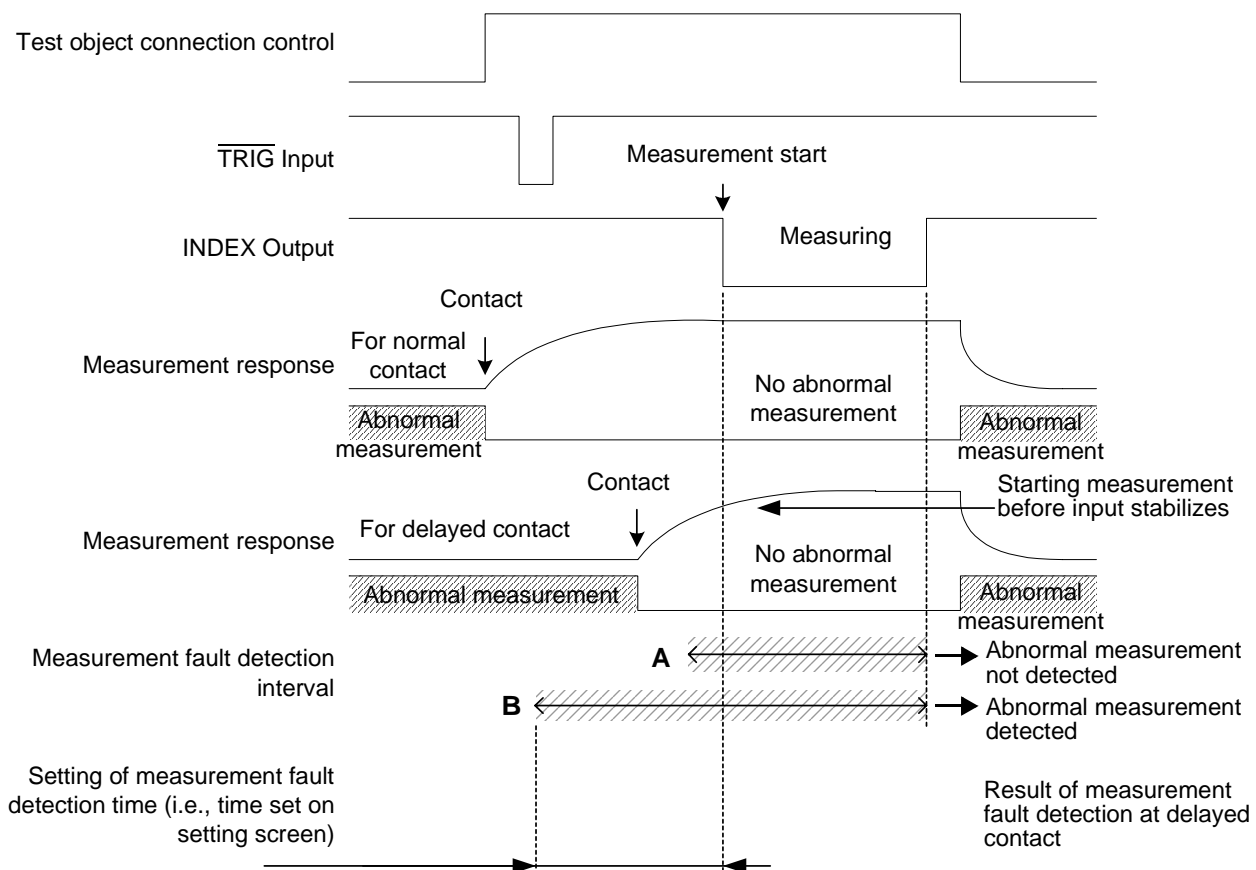 Test object connection control
TRIG Input
Measurement start
INDEX Output
Measuring
Contact
For normal
contact
Measurement response
No abnormal
measurement
Abnormal
measurement
Abnormal
measurement
Contact
Starting measurement
before input stabilizes
For delayed contact
Measurement response
No abnormal
measurement
Abnormal measurement
Abnormal
measurement
Measurement fault detection
interval
A
Abnormal measurement
not detected
B
Abnormal measurement
detected
Setting of measurement fault
detection time (i.e., time set on
setting screen)
Result of measurement
fault detection at delayed
contact